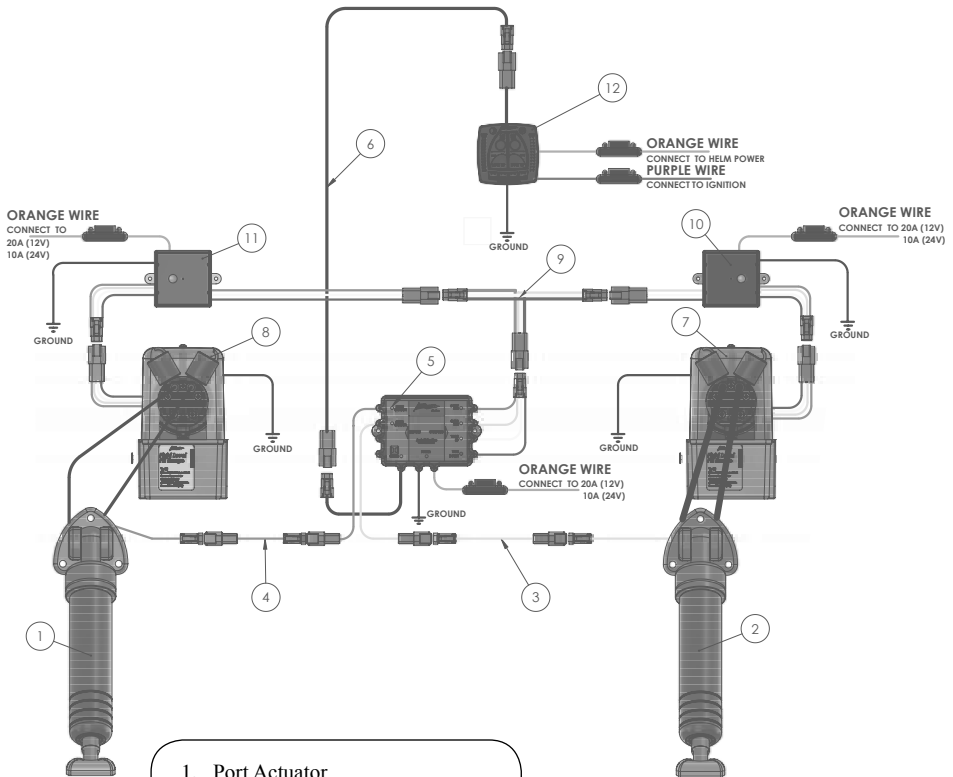 12
6
ORANGE WIRE
CONNECT TO HELM POWER
PURPLE WIRE
CONNECT TO IGNITION
ORANGE WIRE
CONNECT TO
20A (12V)
10A (24V)
11
GROUND
10
ORANGE WIRE
CONNECT TO 20A (12V)
10A (24V)
9
GROUND
GROUND
8
7
5
GROUND
GROUND
ORANGE WIRE
CONNECT TO 20A (12V)
10A (24V)
GROUND
4
3
1
2
1. Port Actuator